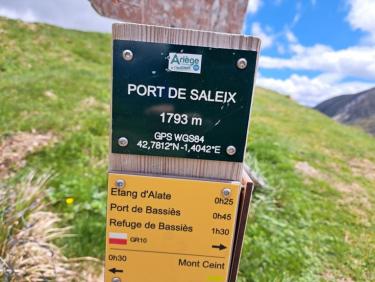 Ariège
PORT DE SALEIX
1793 m
GPS WGS84
42,7812°N -1,4042°E
Etang d'Alate 0h25
Port de Bassiès 0h45
Refuge de Bassiès 1h30
GR10
0h30 Mont Ceint